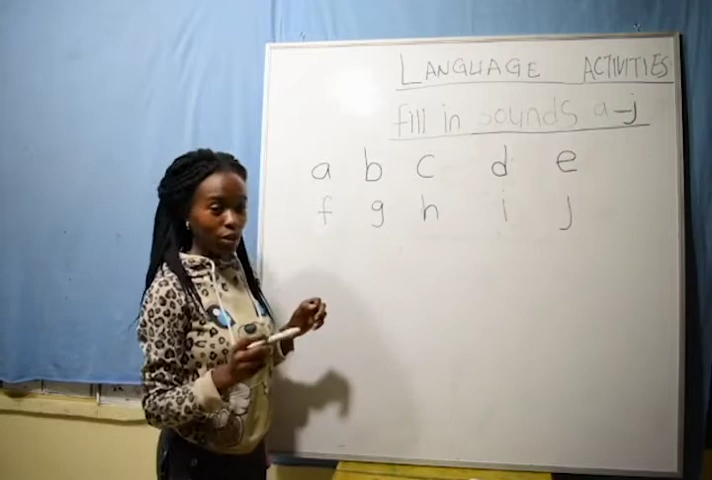 LANGUAGE ACTIVITIES
fill in sounds a-j
a b c d e
f g h i j